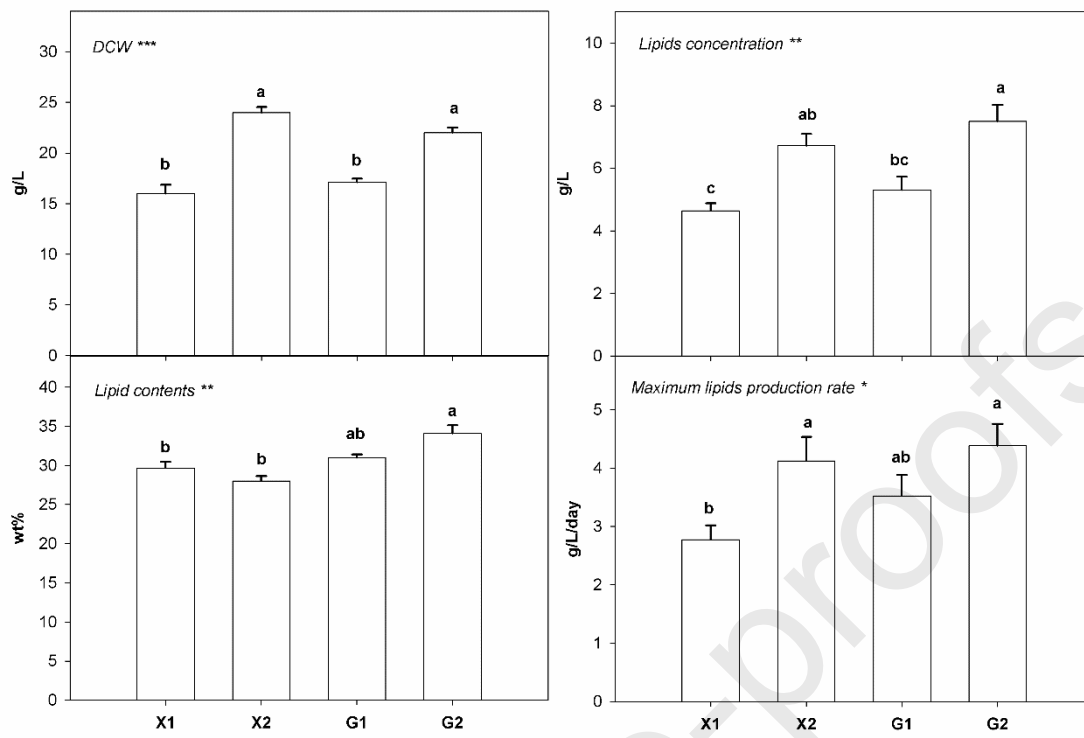 DCW ***
a
a
b
b
30
25
20
15
10
5
0
g/L
Lipids concentration **
a
ab
bc
c
10
8
6
4
2
0
g/L
Lipid contents **
a
ab
b
b
40
35
30
25
20
15
10
5
0
wt%
X1 X2 G1 G2
Maximum lipids production rate *
a
a
ab
b
5
4
3
2
1
0
g/L/day
X1 X2 G1 G2
-proofs